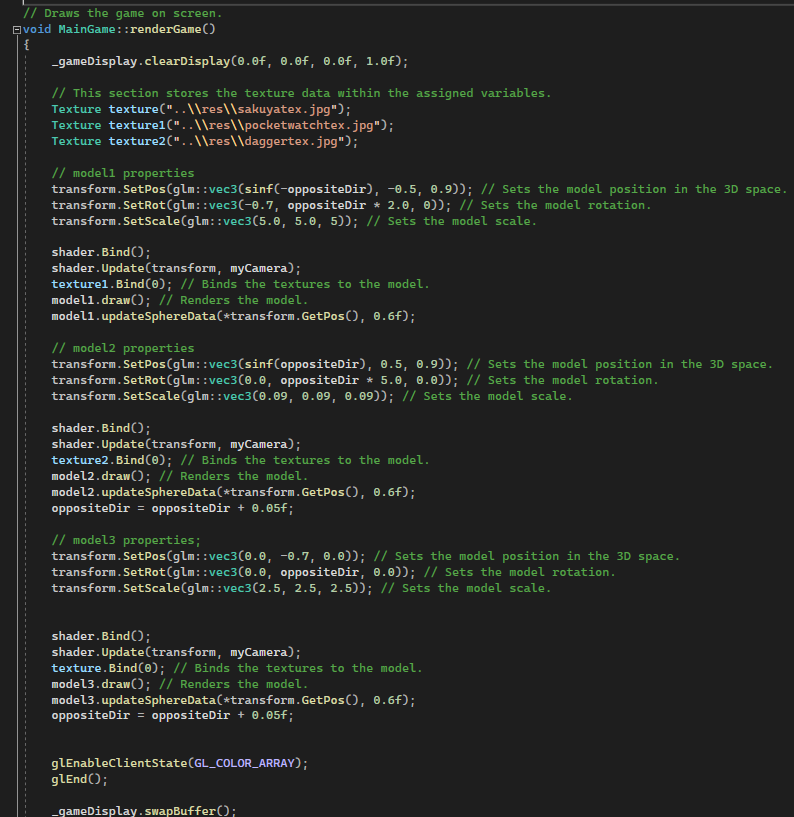 // Draws the game on screen.
void MainGame::renderGame()
{
_gameDisplay.clearDisplay(0.0f, 0.0f, 0.0f, 1.0f);
// This section stores the texture data within the assigned variables.
Texture texture("..\\res\\sakuyatex.jpg");
Texture texture1("..\\res\\pocketwatchtex.jpg");
Texture texture2("..\\res\\daggertex.jpg");
// model1 properties
transform.SetPos(glm::vec3(sinf(-oppositeDir), -0.5, 0.9)); // Sets the model position in the 3D space.
transform.SetRot(glm::vec3(-0.7, oppositeDir * 2.0, 0)); // Sets the model rotation.
transform.SetScale(glm::vec3(5.0, 5.0, 5)); // Sets the model scale.
shader.Bind();
shader.Update(transform, myCamera);
texture1.Bind(0); // Binds the textures to the model.
model1.draw(); // Renders the model.
model1.updateSphereData(*transform.GetPos(), 0.6f);
// model2 properties
transform.SetPos(glm::vec3(sinf(oppositeDir), 0.5, 0.9)); // Sets the model position in the 3D space.
transform.SetRot(glm::vec3(0.0, oppositeDir * 5.0, 0.0)); // Sets the model rotation.
transform.SetScale(glm::vec3(0.09, 0.09, 0.09)); // Sets the model scale.
shader.Bind();
shader.Update(transform, myCamera);
texture2.Bind(0); // Binds the textures to the model.
model2.draw(); // Renders the model.
model2.updateSphereData(*transform.GetPos(), 0.6f);
oppositeDir = oppositeDir + 0.05f;
// model3 properties;
transform.SetPos(glm::vec3(0.0, -0.7, 0.0)); // Sets the model position in the 3D space.
transform.SetRot(glm::vec3(0.0, oppositeDir, 0.0)); // Sets the model rotation.
transform.SetScale(glm::vec3(2.5, 2.5, 2.5)); // Sets the model scale.
shader.Bind();
shader.Update(transform, myCamera);
texture.Bind(0); // Binds the textures to the model.
model3.draw(); // Renders the model.
model3.updateSphereData(*transform.GetPos(), 0.6f);
oppositeDir = oppositeDir + 0.05f;
glEnableClientState(GL_COLOR_ARRAY);
glEnd();
_gameDisplay.swapBuffer();